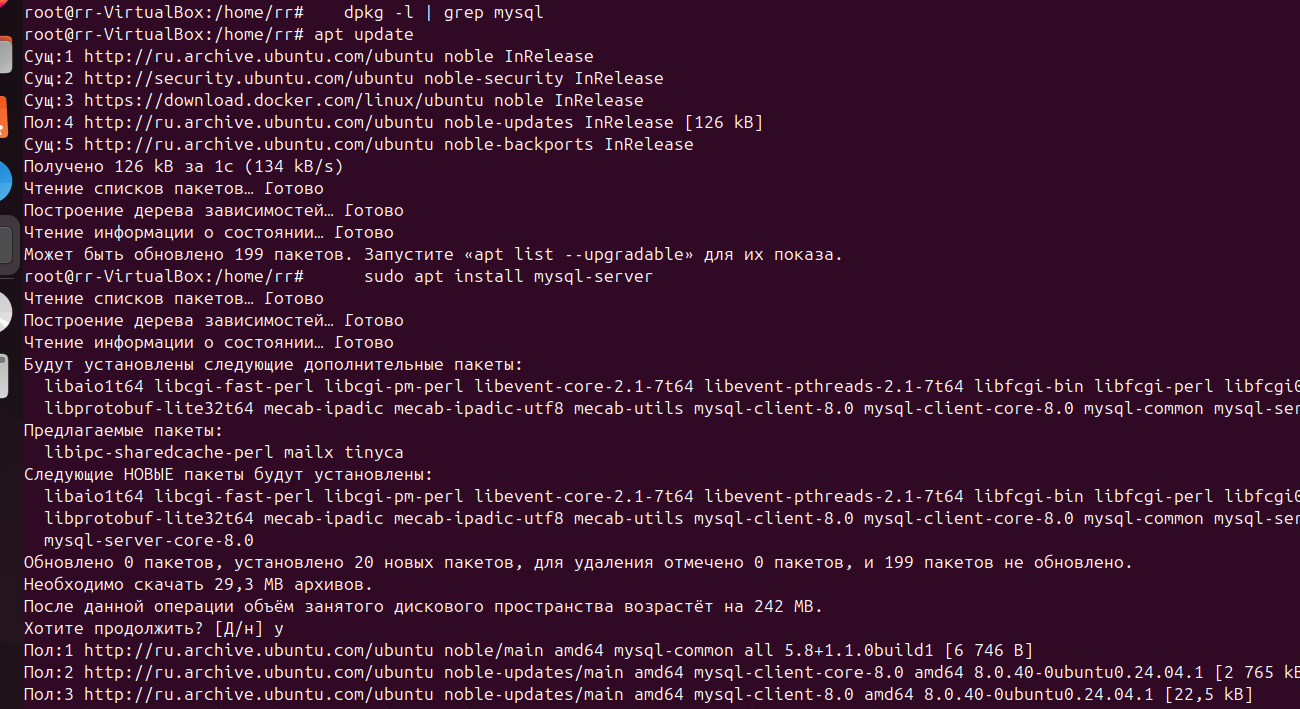 root@rr-VirtualBox:/home/rr#    dpkg -l | grep mysql
root@rr-VirtualBox:/home/rr# apt update
Сущ:1 http://ru.archive.ubuntu.com/ubuntu noble InRelease
Сущ:2 http://security.ubuntu.com/ubuntu noble-security InRelease
Сущ:3 https://download.docker.com/linux/ubuntu noble InRelease
Пол:4 http://ru.archive.ubuntu.com/ubuntu noble-updates InRelease [126 kB]
Сущ:5 http://ru.archive.ubuntu.com/ubuntu noble-backports InRelease
Получено 126 kB за 1с (134 kB/s)
Чтение списков пакетов… Готово
Построение дерева зависимостей… Готово
Чтение информации о состоянии… Готово
Может быть обновлено 199 пакетов. Запустите «apt list --upgradable» для их показа.
root@rr-VirtualBox:/home/rr#      sudo apt install mysql-server
Чтение списков пакетов… Готово
Построение дерева зависимостей… Готово
Чтение информации о состоянии… Готово
Будут установлены следующие дополнительные пакеты:
  libaio1t64 libcgi-fast-perl libcgi-pm-perl libevent-core-2.1-7t64 libevent-pthreads-2.1-7t64 libfcgi-bin libfcgi-perl libfcgi0
  libprotobuf-lite32t64 mecab-ipadic mecab-ipadic-utf8 mecab-utils mysql-client-8.0 mysql-client-core-8.0 mysql-common mysql-ser
Предлагаемые пакеты:
  libipc-sharedcache-perl mailx tinyca
Следующие НОВЫЕ пакеты будут установлены:
  libaio1t64 libcgi-fast-perl libcgi-pm-perl libevent-core-2.1-7t64 libevent-pthreads-2.1-7t64 libfcgi-bin libfcgi-perl libfcgi0
  libprotobuf-lite32t64 mecab-ipadic mecab-ipadic-utf8 mecab-utils mysql-client-8.0 mysql-client-core-8.0 mysql-common mysql-ser
  mysql-server-core-8.0
Обновлено 0 пакетов, установлено 20 новых пакетов, для удаления отмечено 0 пакетов, и 199 пакетов не обновлено.
Необходимо скачать 29,3 MB архивов.
После данной операции объём занятого дискового пространства возрастёт на 242 MB.
Хотите продолжить? [Д/н] y
Пол:1 http://ru.archive.ubuntu.com/ubuntu noble/main amd64 mysql-common all 5.8+1.1.0build1 [6 746 B]
Пол:2 http://ru.archive.ubuntu.com/ubuntu noble-updates/main amd64 mysql-client-core-8.0 amd64 8.0.40-0ubuntu0.24.04.1 [2 765 kB
Пол:3 http://ru.archive.ubuntu.com/ubuntu noble-updates/main amd64 mysql-client-8.0 amd64 8.0.40-0ubuntu0.24.04.1 [22,5 kB]